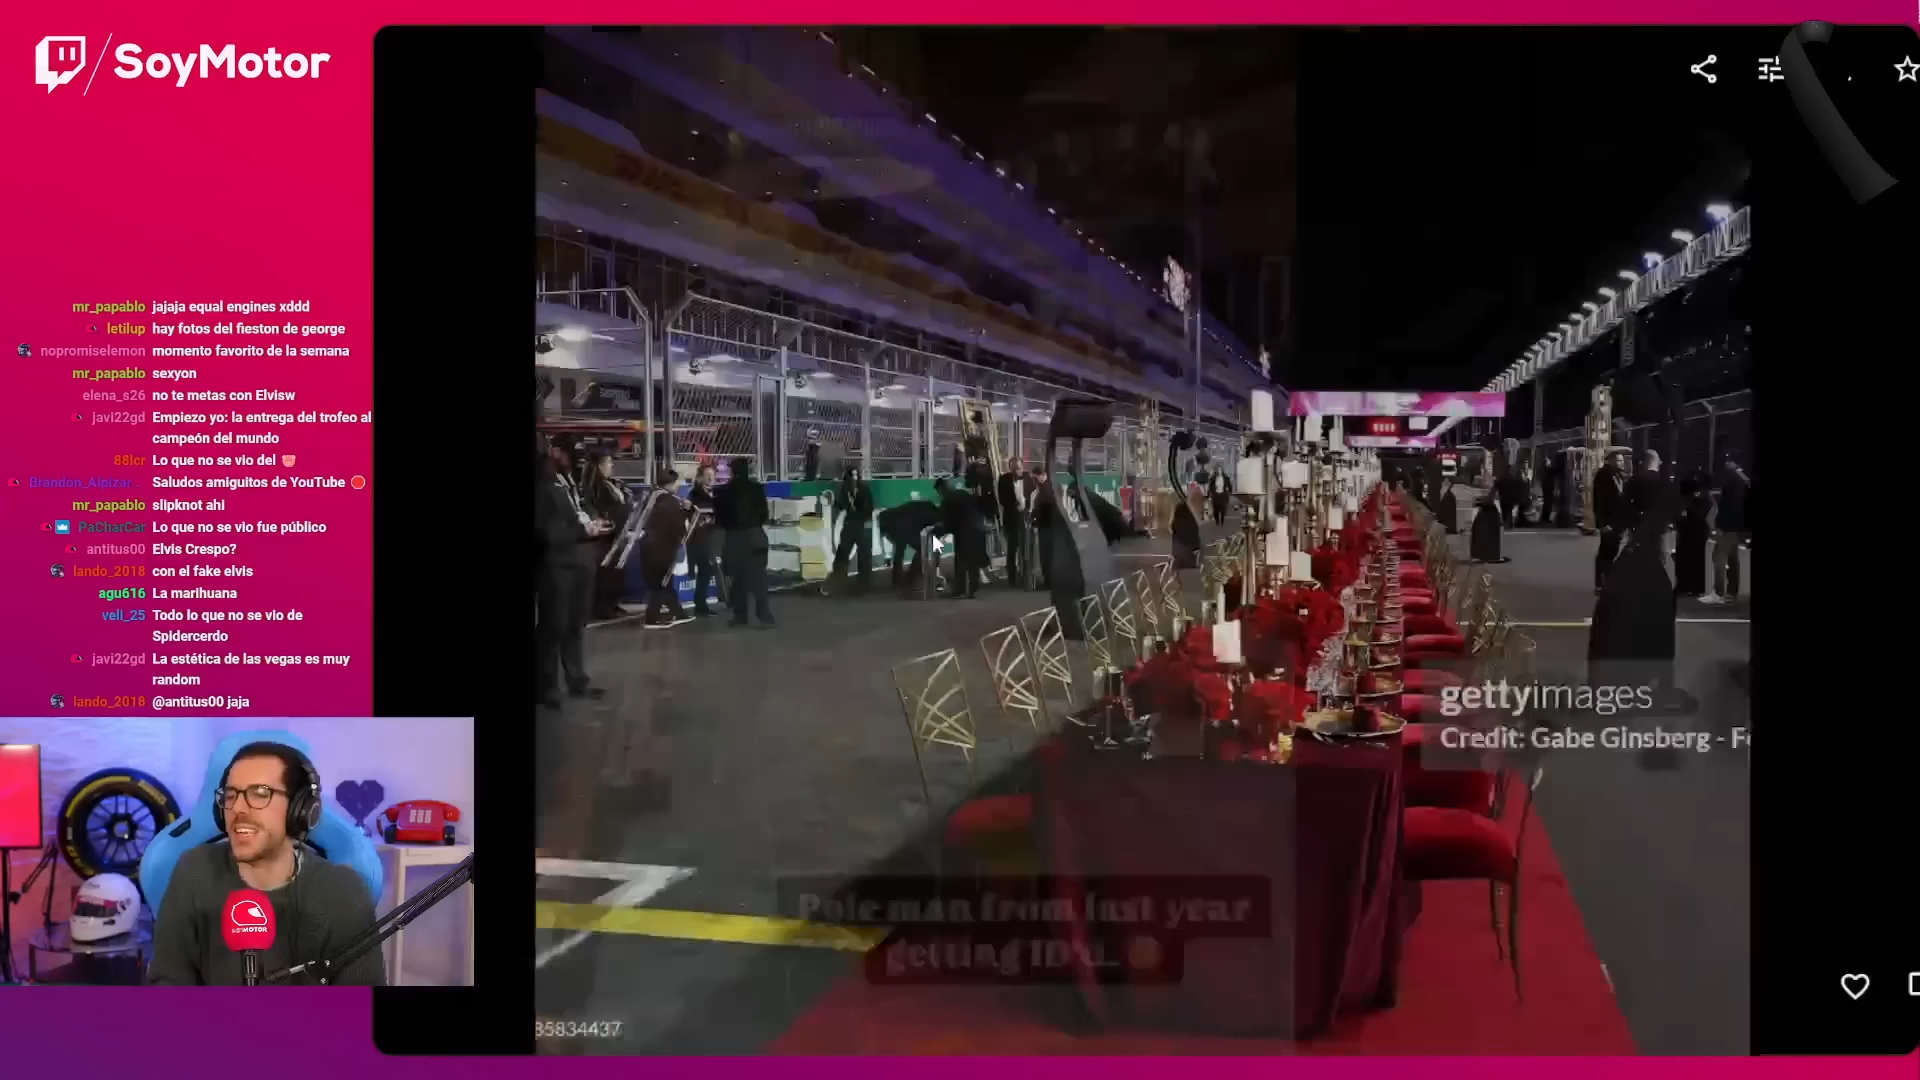 SoyMotor
mr_papablo jajaja equal engines xddd
letilup hay fotos del fieston de george
nopromiselemon momento favorito de la semana
mr_papablo sexyon
elena_s26 no te metas con Elvisw
javi22gd Empiezo yo: la entrega del trofeo al
campeón del mundo
88lcr Lo que no se vio del
Brandon_Alpizar... Saludos amiguitos de YouTube
mr_papablo slipknot ahi
PaCharCar Lo que no se vio fue público
antitus00 Elvis Crespo?
lando_2018 con el fake elvis
agu616 La marihuana
veli_25 Todo lo que no se vio de
Spidercerdo
javi22gd La estética de las vegas es muy
random
lando_2018 @antitus00 jaja
SOYMOTOR
gettyimages
Credit: Gabe Ginsberg - F
Pole man from last year
getting ID'd...
85834437